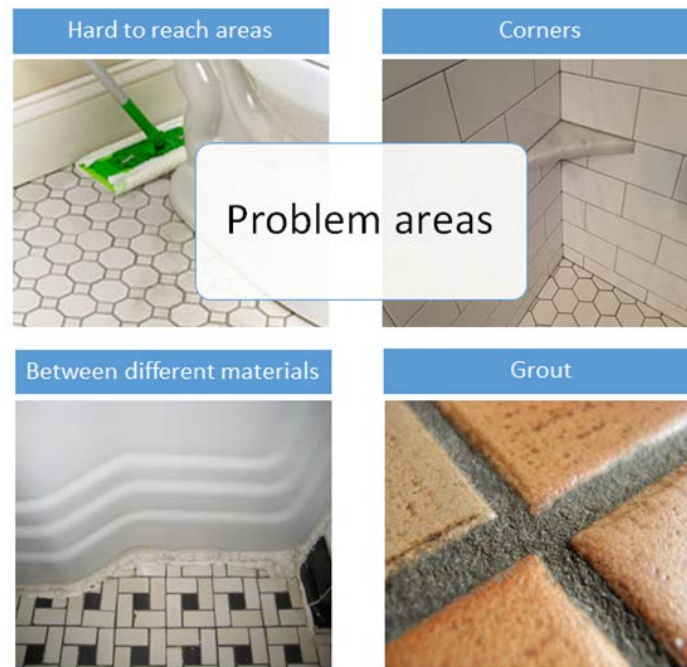 Hard to reach areas
Corners
Problem areas
Between different materials
Grout